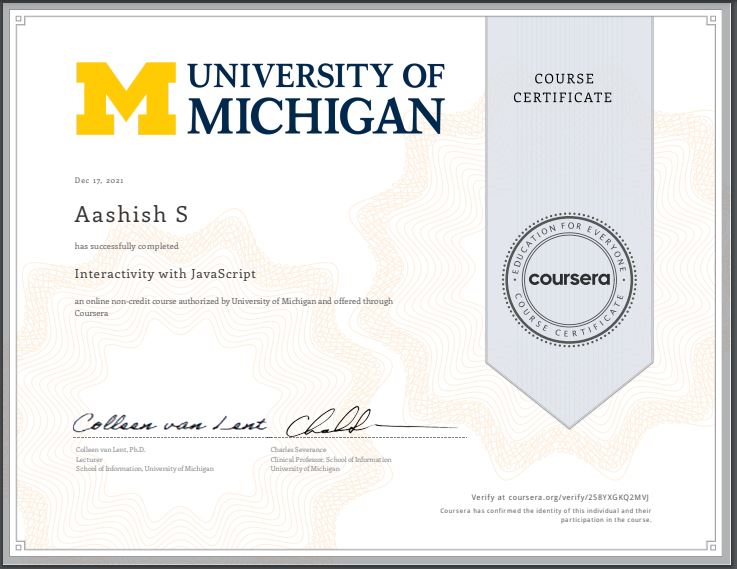 UNIVERSITY OF
MICHIGAN
COURSE
CERTIFICATE
Dec 17, 2021
Aashish S
has successfully completed
Interactivity with JavaScript
an online non-credit course authorized by University of Michigan and offered through
Coursera
EDUCATION FOR EVERYONE
coursera
COURSE CERTIFICATE
Colleen van Lent
Colleen van Lent, Ph.D.
Lecturer
School of Information, University of Michigan
Charles Severance
Clinical Professor, School of Information
University of Michigan
Verify at coursera.org/verify/258YXGKQ2MVJ
Coursera has confirmed the identity of this individual and their
participation in the course.